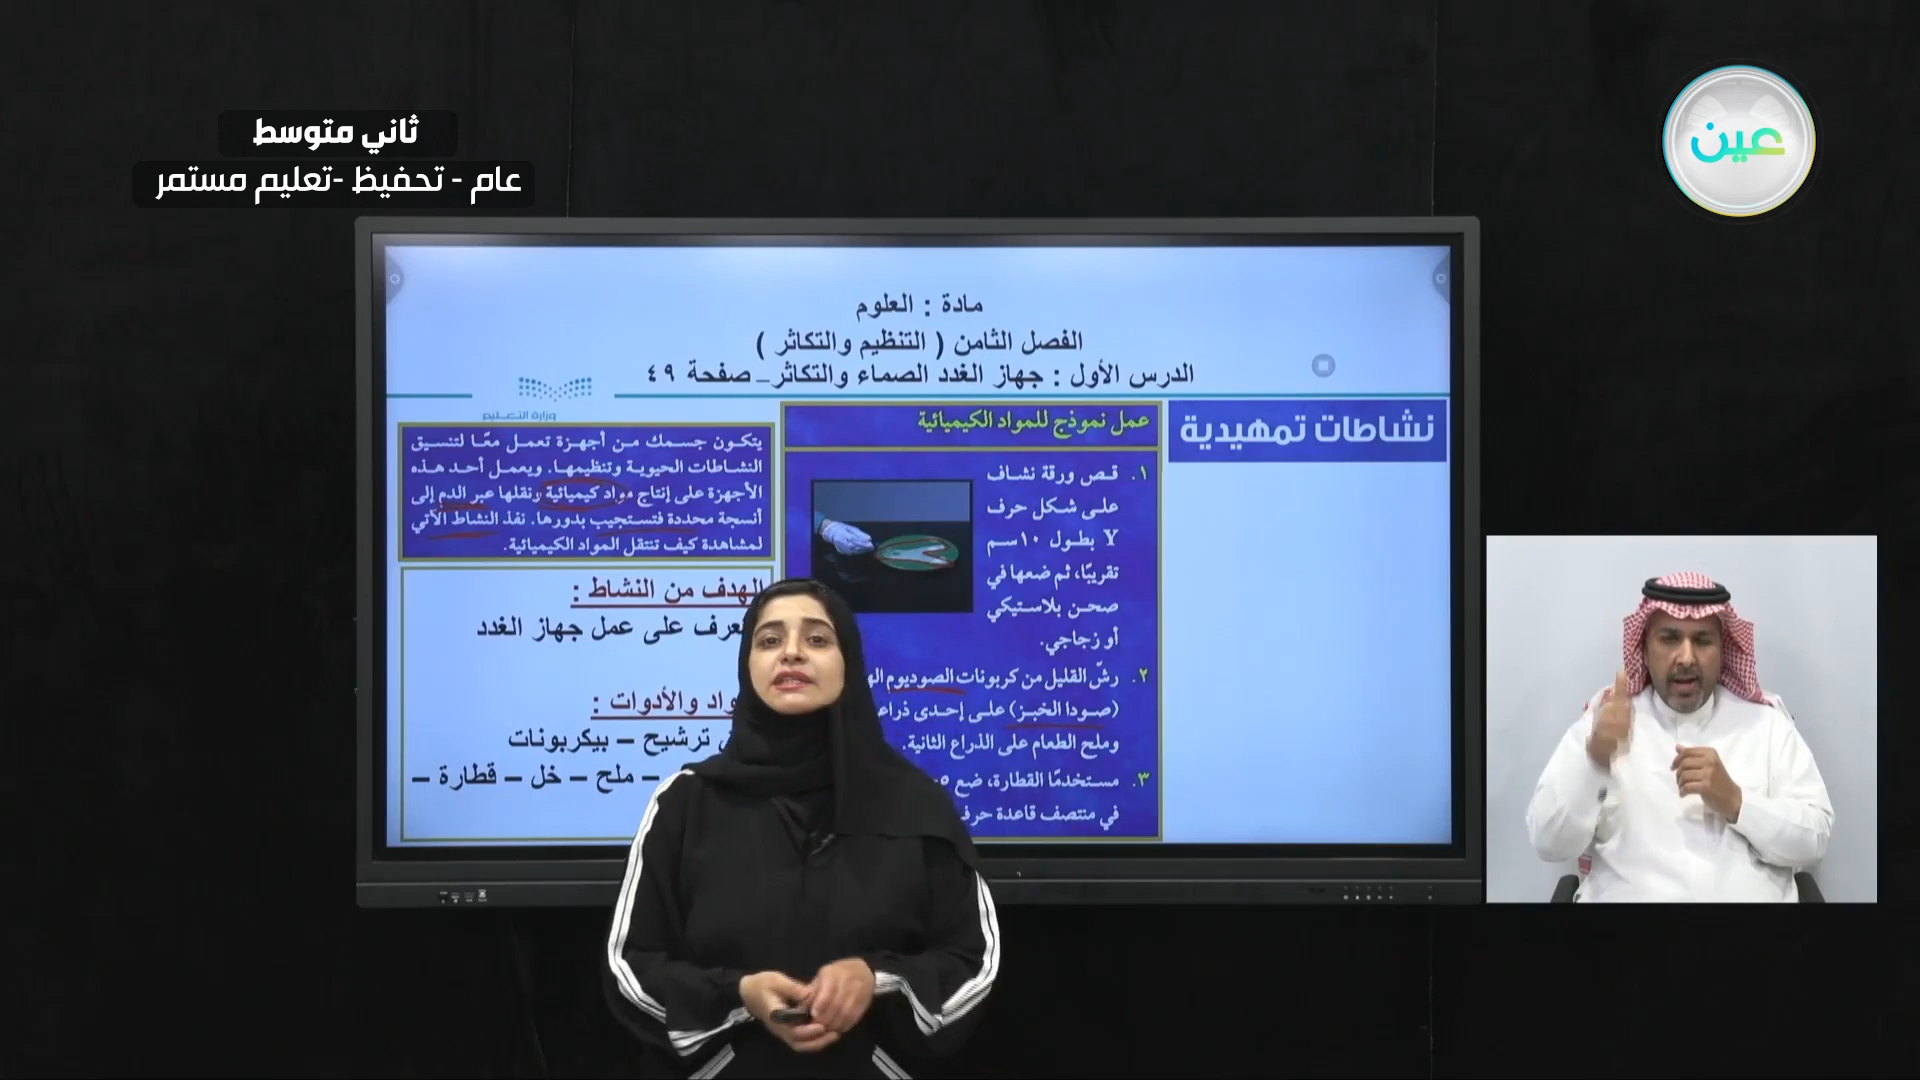 ثاني متوسط
عام - تحفيظ -تعليم مستمر
عين
مادة : العلوم
الفصل الثامن ( التنظيم والتكاثر )
الدرس الأول : جهاز الغدد الصماء والتكاثر_ صفحة ٤٩
وزارة التعليم
نشاطات تمهيدية
عمل نموذج للمواد الكيميائية
١. قص ورقة نشاف
على شكل حرف
Y بطول ١٠سم
تقريبًا، ثم ضعها في
صحن بلاستيكي
أو زجاجي.
٢. رشّ القليل من كربونات الصوديوم
(صودا الخبز) على إحدى
وملح الطعام على الذراع الثانية.
٣. مستخدمًا القطارة، ضع
في منتصف قاعدة حرف
يتكون جسمك من أجهزة تعمل معًا لتنسيق
النشاطات الحيوية وتنظيمها. ويعمل أحد هذه
الأجهزة على إنتاج مواد كيميائية ونقلها عبر الدم إلى
أنسجة محددة فتستجيب بدورها. نفذ النشاط الآتي
لمشاهدة كيف تنتقل المواد الكيميائية.
الهدف من النشاط :
على عمل جهاز الغدد
والأدوات :
ترشيح – بيكربونات
– ملح – خل – قطارة –